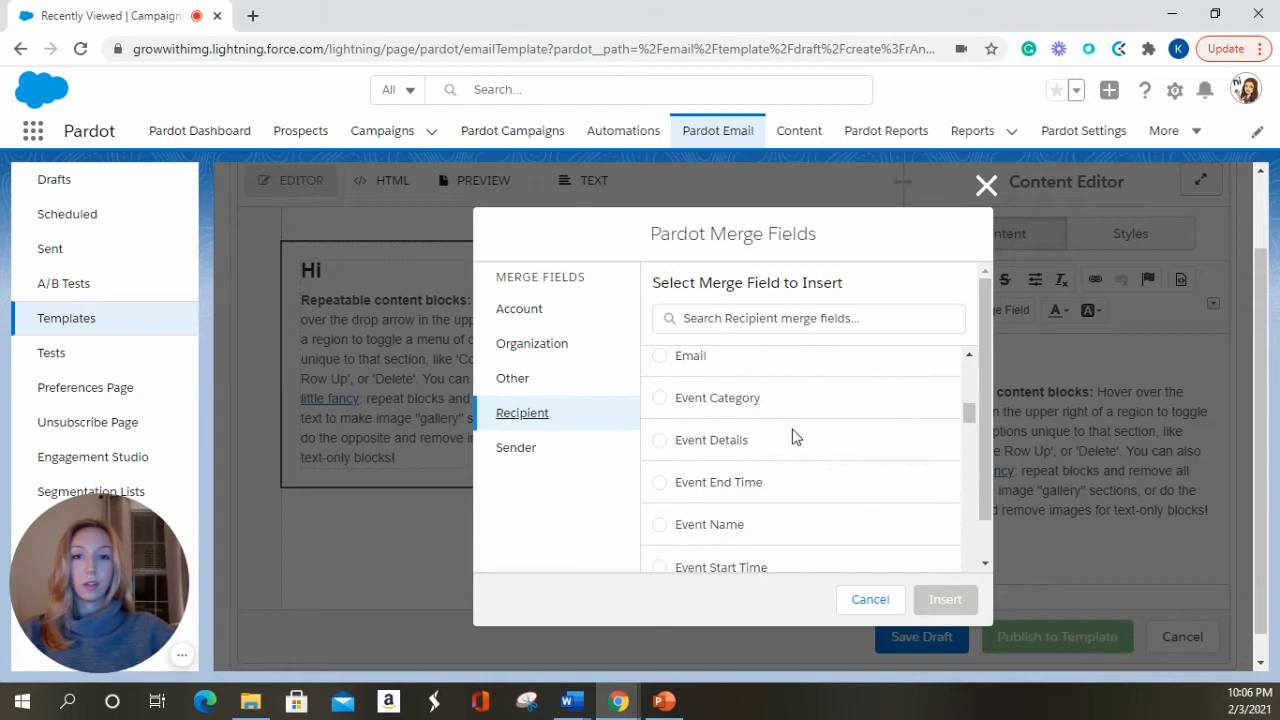 Recently Viewed | Campaigns
growwithimg.lightning.force.com/lightning/page/pardot/emailTemplate?pardot__path=%2Femail%2Ftemplate%2Fdraft%2Fcreate%3FrAn...
K
Update
All
Search...
hi
Pardot
Pardot Dashboard
Prospects
Campaigns
Pardot Campaigns
Automations
Pardot Email
Content
Pardot Reports
Reports
Pardot Settings
More
Drafts
Scheduled
Sent
A/B Tests
Templates
Tests
Preferences Page
Unsubscribe Page
Engagement Studio
Segmentation Lists
EDITOR
HTML
PREVIEW
TEXT
Content Editor
ntent
Styles
ge Field
Hi
Repeatable content blocks:
over the drop arrow in the upp
a region to toggle a menu of o
unique to that section, like 'Co
Row Up', or 'Delete'. You can
little fancy: repeat blocks and
text to make image "gallery" s
do the opposite and remove in
text-only blocks!
content blocks: Hover over the
in the upper right of a region to toggle
ptions unique to that section, like
e Row Up', or 'Delete'. You can also
ncy: repeat blocks and remove all
image "gallery" sections, or do the
nd remove images for text-only blocks!
Pardot Merge Fields
MERGE FIELDS
Account
Organization
Other
Recipient
Sender
Select Merge Field to Insert
Search Recipient merge fields...
Email
Event Category
Event Details
Event End Time
Event Name
Event Start Time
Cancel
Insert
Save Draft
Publish to Template
Cancel
10:06 PM
2/3/2021